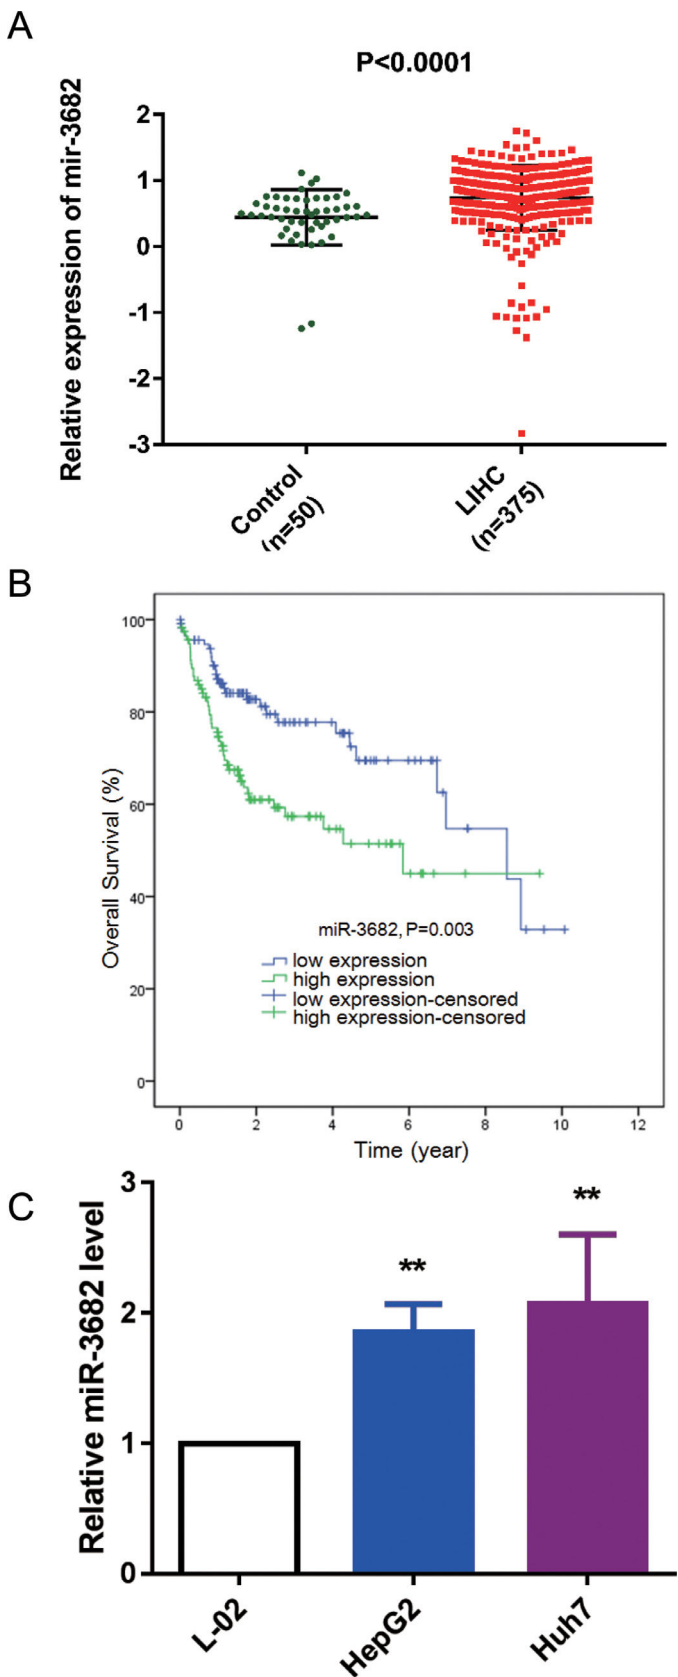 A
P<0.0001
Relative expression of mir-3682
2
1
0
-1
-2
-3
Control
(n=50)
LIHC
(n=375)
B
Overall Survival (%)
100
80
60
40
20
0
miR-3682, P=0.003
low expression
high expression
low expression-censored
high expression-censored
0 2 4 6 8 10 12
Time (year)
C
Relative miR-3682 level
3
2
1
0
**
**
L-02
HepG2
Huh7